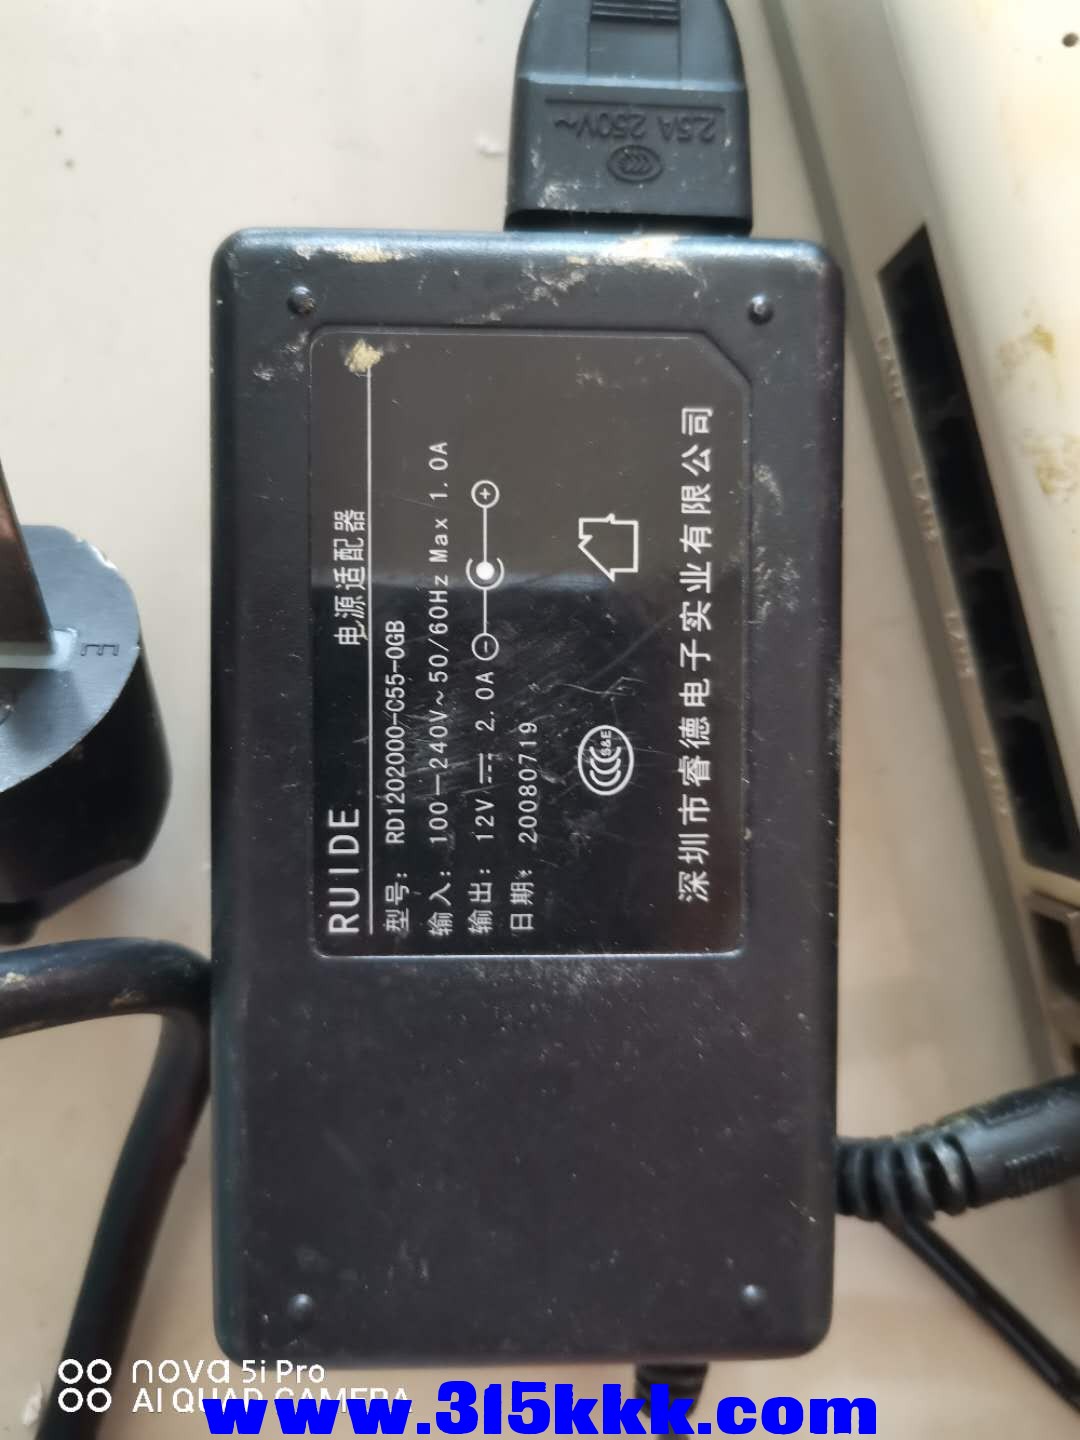 2.5A 250V~
RUIDE 电源适配器
型号: RD1202000-C55-0GB
输入: 100-240V~50/60Hz Max 1.0A
输出: 12V 2.0A
日期: 20080719
S&E
深圳市睿德电子实业有限公司
E
nova 5i Pro
AI QUAD CAMERA
www.315kkk.com